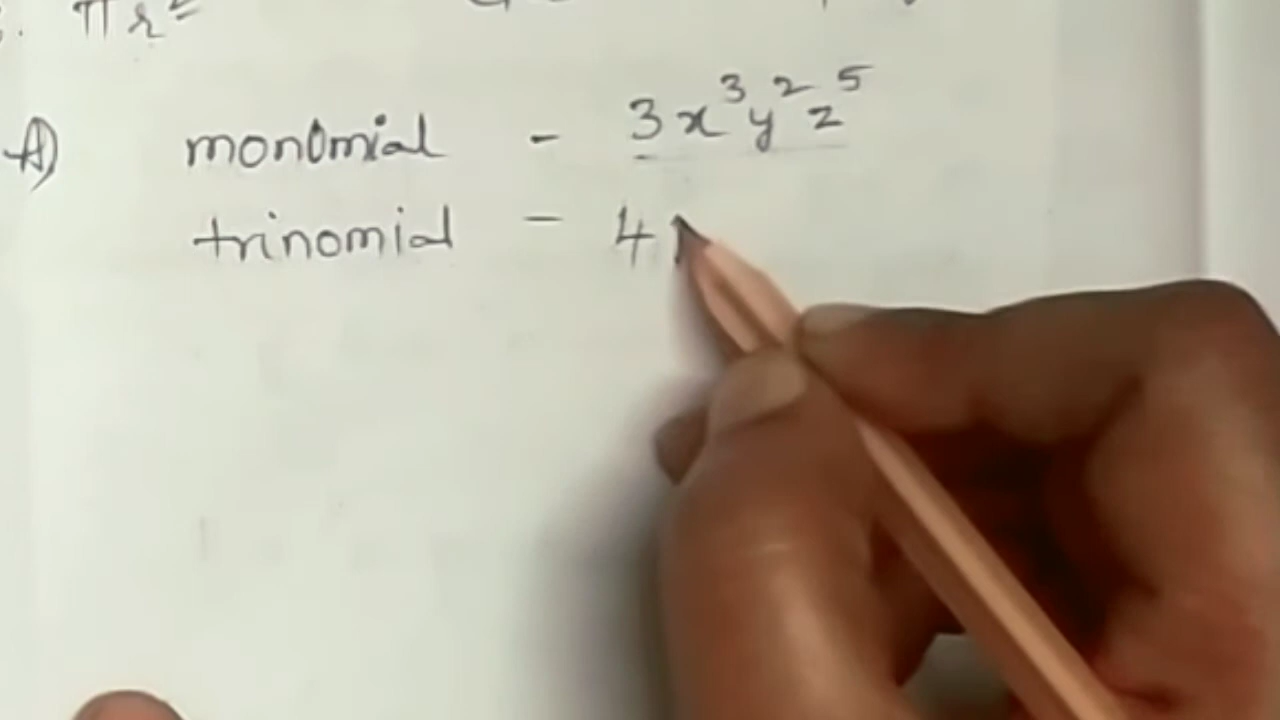 πr²
A) monomial - 3x³y²z⁵
trinomial - 4